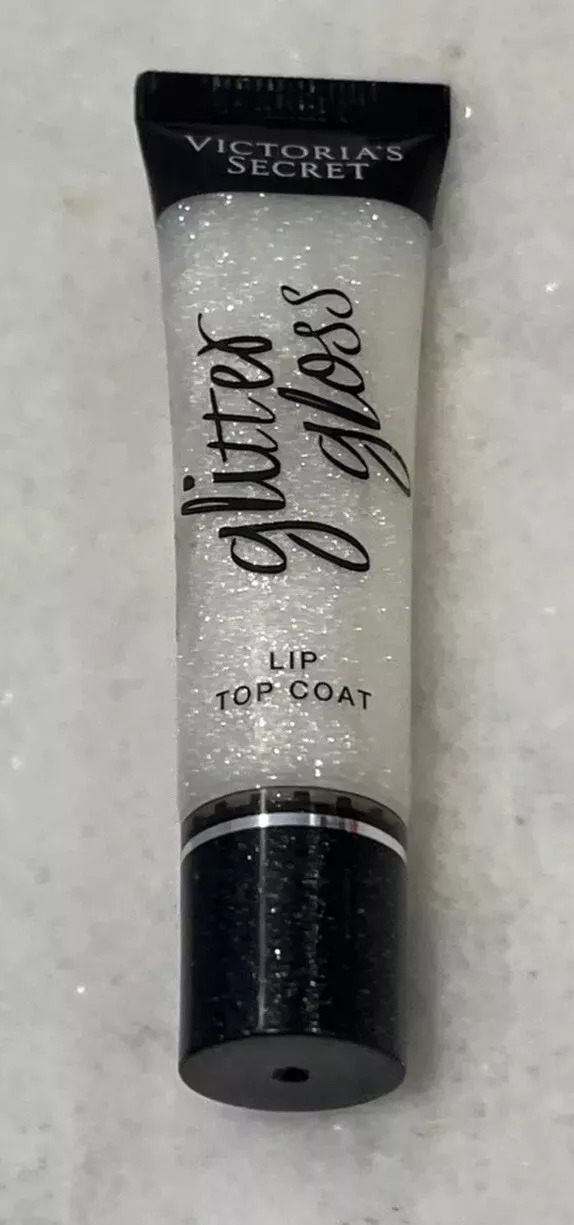 VICTORIA'S
SECRET
glitter
gloss
LIP
TOP COAT